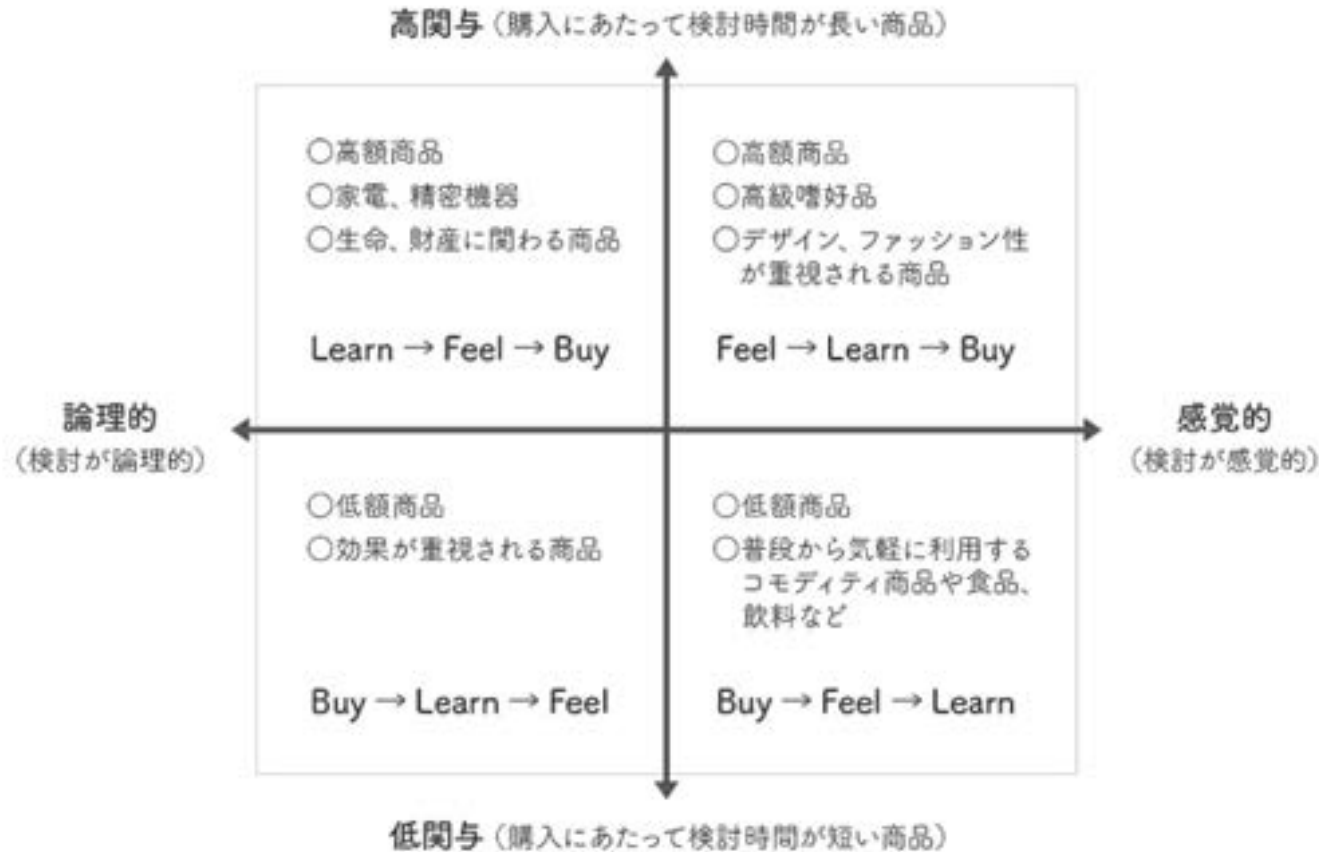 高関与（購入にあたって検討時間が長い商品）
○高額商品
○家電、精密機器
○生命、財産に関わる商品
Learn → Feel → Buy
○高額商品
○高級嗜好品
○デザイン、ファッション性
が重視される商品
Feel → Learn → Buy
論理的
（検討が論理的）
感覚的
（検討が感覚的）
○低額商品
○効果が重視される商品
Buy → Learn → Feel
○低額商品
○普段から気軽に利用する
コモディティ商品や食品、
飲料など
Buy → Feel → Learn
低関与（購入にあたって検討時間が短い商品）